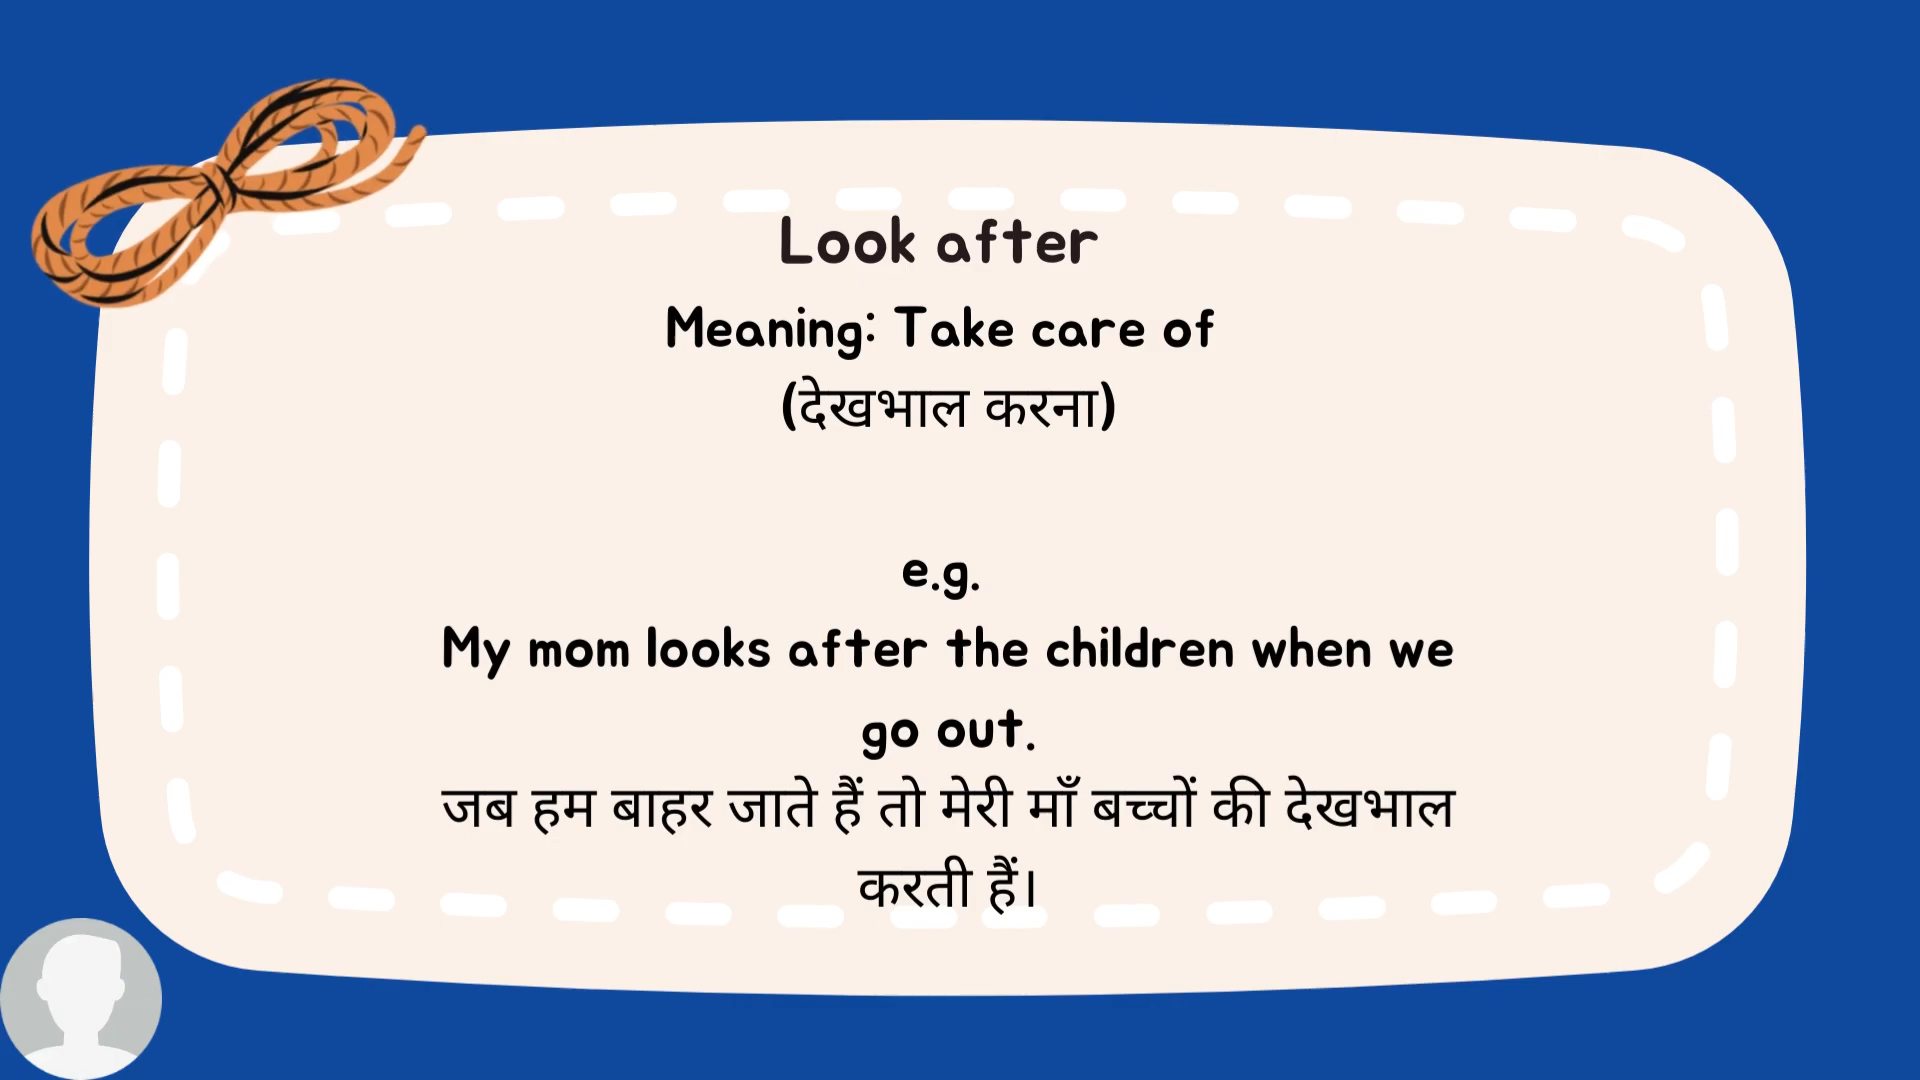 Look after
Meaning: Take care of
(देखभाल करना)
e.g.
My mom looks after the children when we
go out.
जब हम बाहर जाते हैं तो मेरी माँ बच्चों की देखभाल
करती हैं।